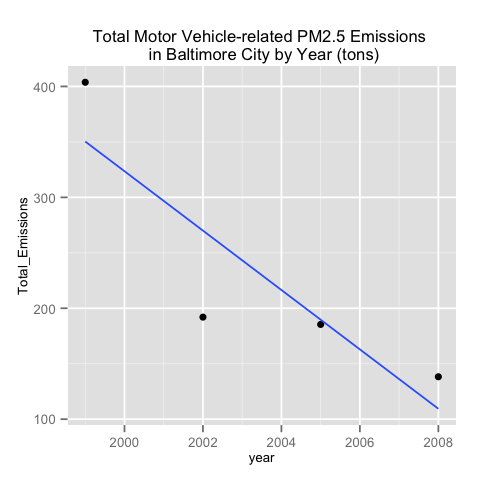 Total Motor Vehicle-related PM2.5 Emissions
in Baltimore City by Year (tons)
Total_Emissions
400
300
200
100
2000 2002 2004 2006 2008
year